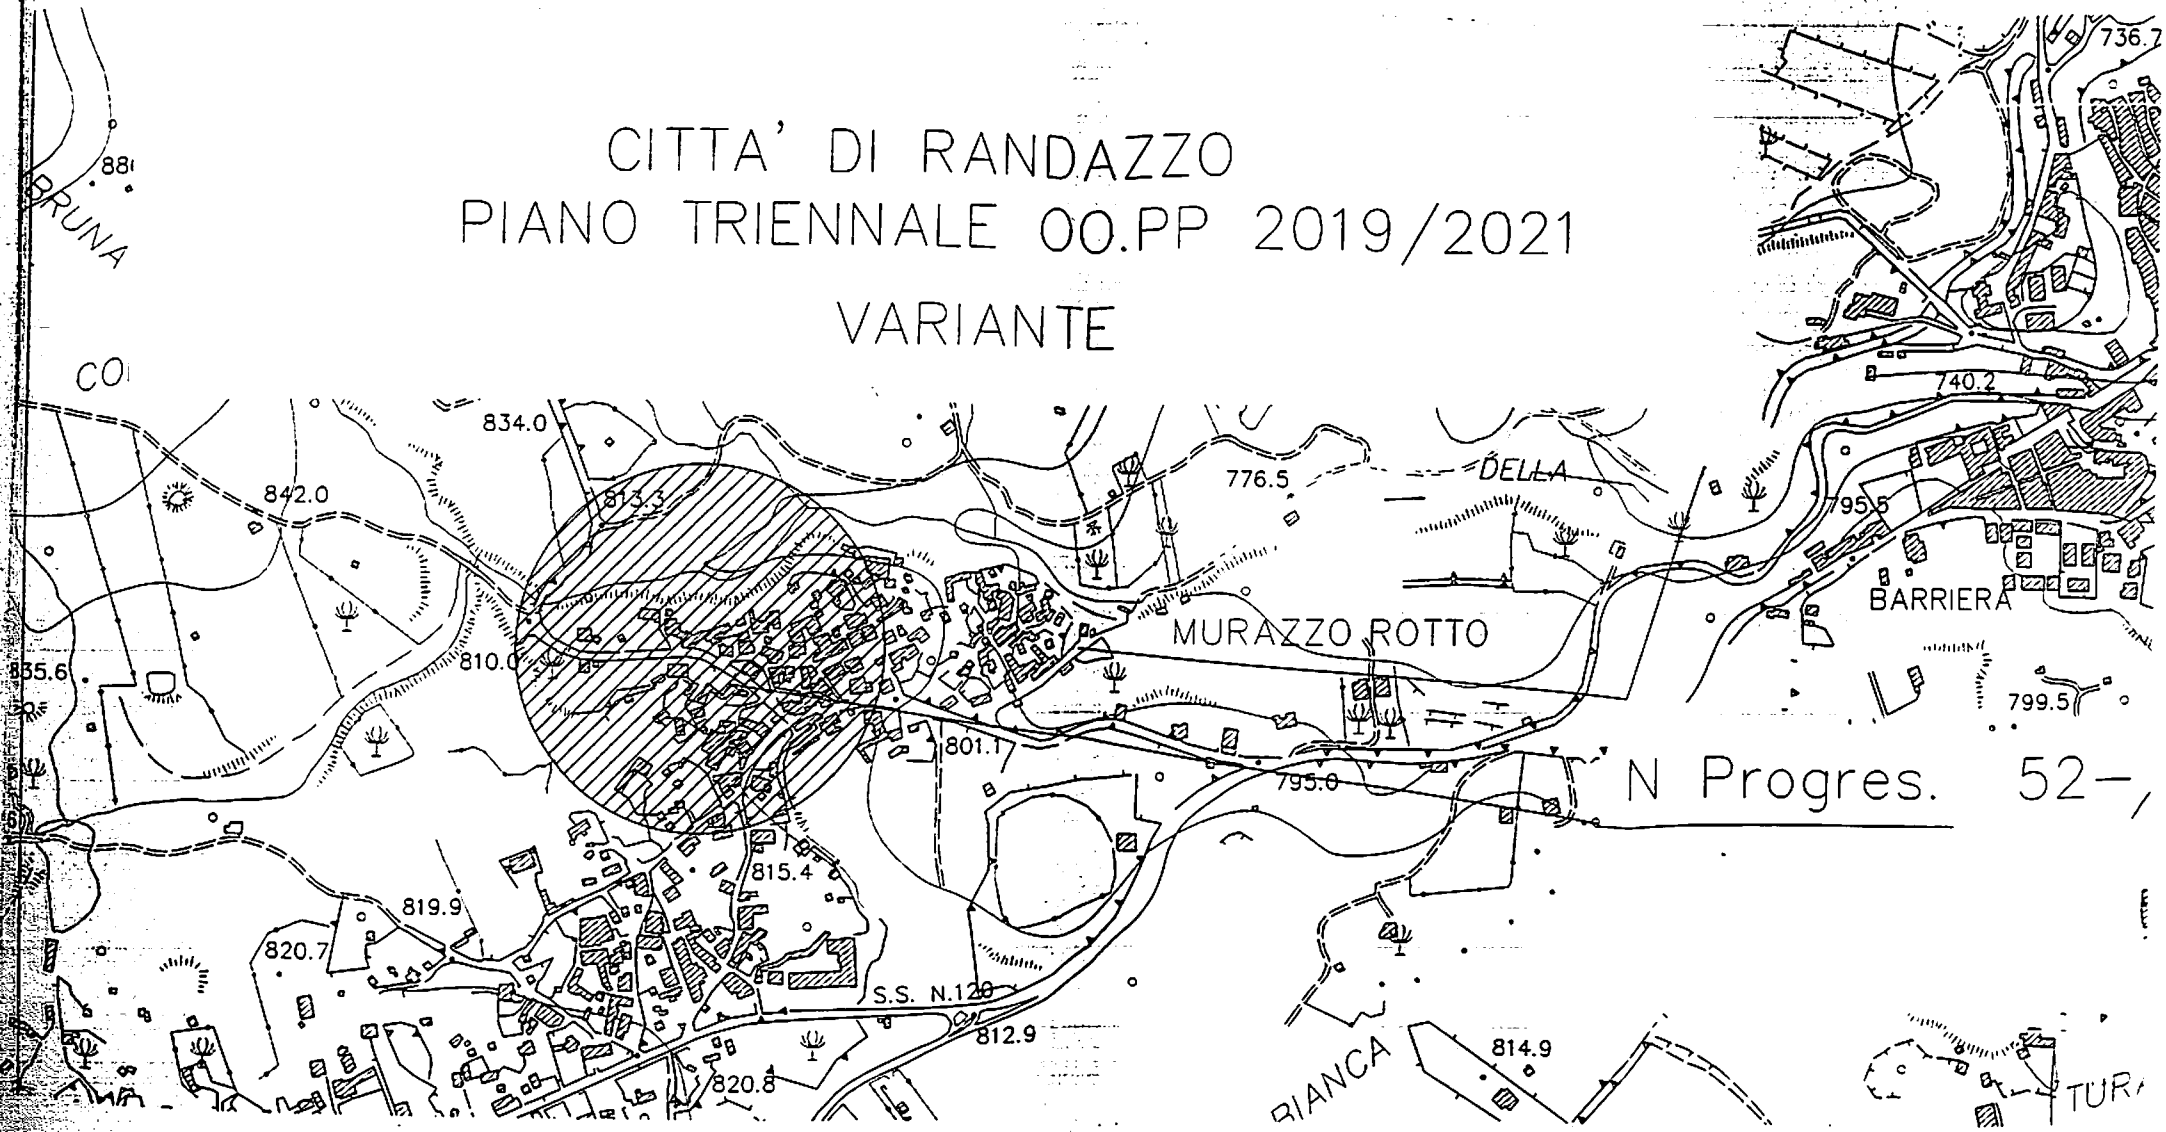 CITTA' DI RANDAZZO
PIANO TRIENNALE OO.PP 2019/2021
VARIANTE
736.7
BRUNA
834.0
740.2
842.0
813.3
776.5
DELLA
795.5
BARRIERA
MURAZZO ROTTO
810.0
835.6
799.5
801.1
795.0
N Progres. 52-
815.4
819.9
820.7
S.S. N.120
812.9
820.8
BIANCA
814.9